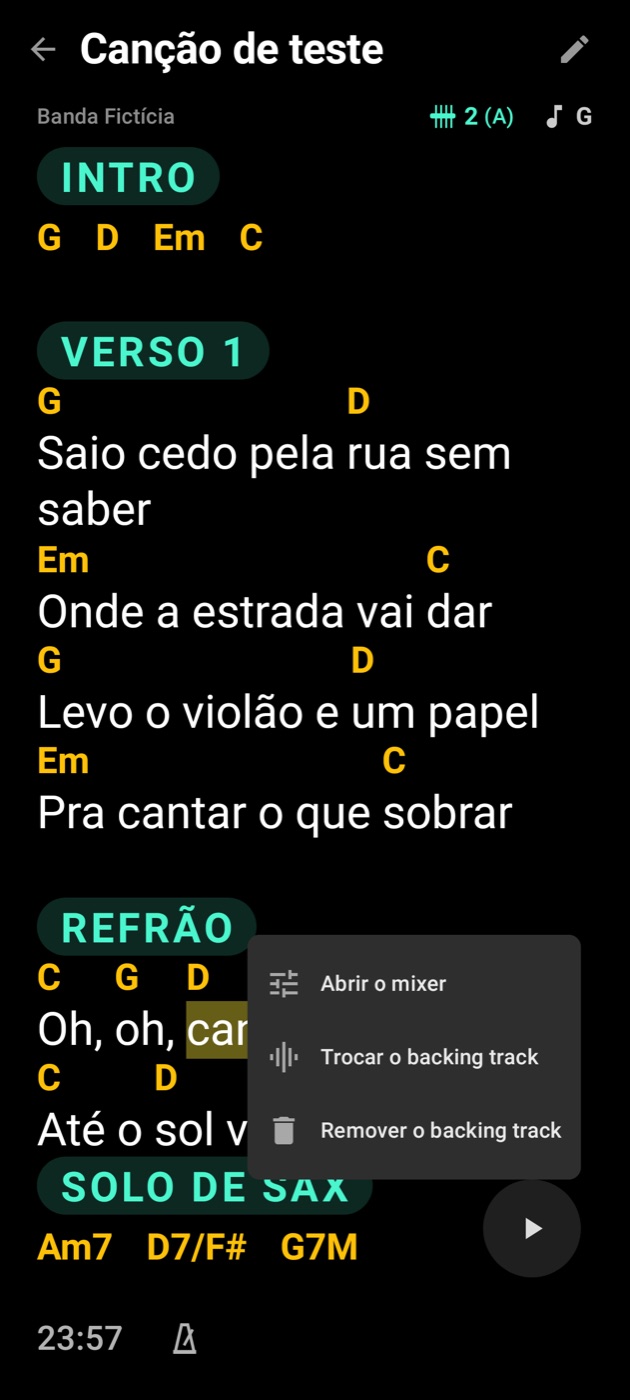 Canção de teste
Banda Fictícia 2 (A) G
INTRO
G D Em C
VERSO 1
G D
Saio cedo pela rua sem
saber
Em C
Onde a estrada vai dar
G D
Levo o violão e um papel
Em C
Pra cantar o que sobrar
REFRÃO
C G D
Oh, oh,
C D
Até o sol
Abrir o mixer
Trocar o backing track
Remover o backing track
SOLO DE SAX
Am7 D7/F# G7M
23:57